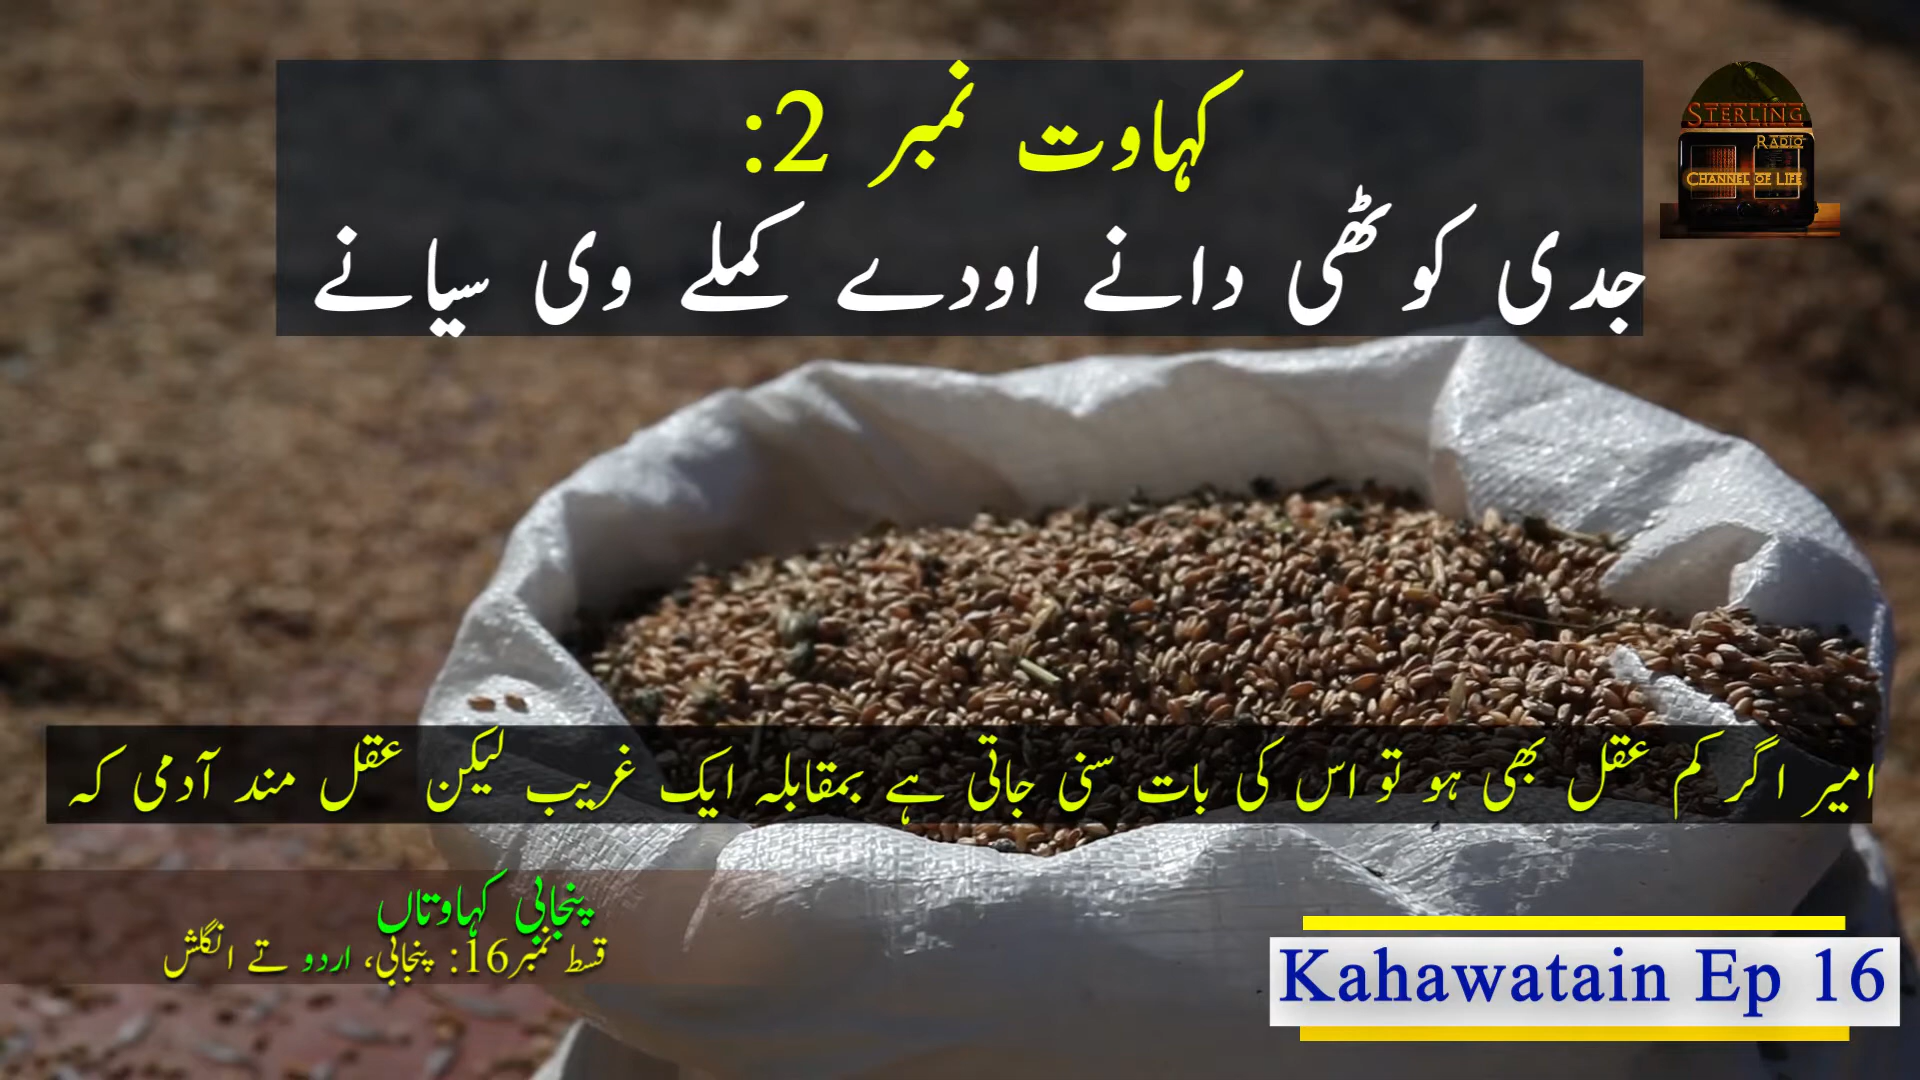 کہاوت نمبر 2:
جدی کوٹھی دانے اودے کملے وی سیانے
STERLING
RADIO
CHANNEL OF LIFE
امیر اگر کم عقل بھی ہو تو اس کی بات سنی جاتی ہے بمقابلہ ایک غریب لیکن عقل مند آدمی کہ
پنجابی کہاوتاں
قسط نمبر16: پنجابی، اردو تے انگلش
Kahawatain Ep 16